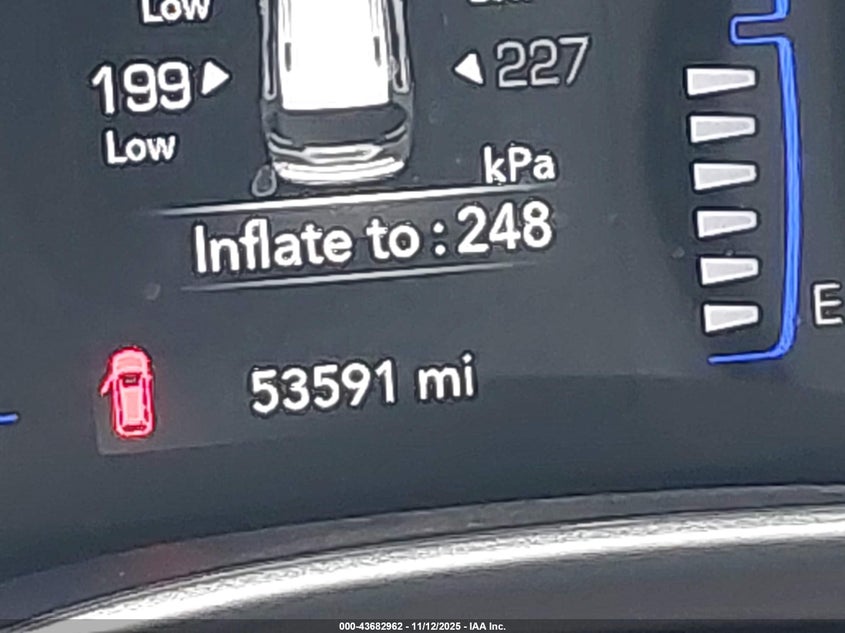 Low
199 227
Low
kPa
Inflate to : 248
E
53591 mi
000-43682962 - 11/12/2025 - IAA Inc.